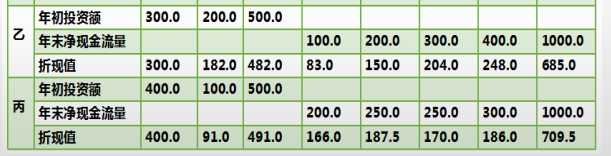 乙
年初投资额 300.0 200.0 500.0
年末净现金流量 100.0 200.0 300.0 400.0 1000.0
折现值 300.0 182.0 482.0 83.0 150.0 204.0 248.0 685.0
丙
年初投资额 400.0 100.0 500.0
年末净现金流量 200.0 250.0 250.0 300.0 1000.0
折现值 400.0 91.0 491.0 166.0 187.5 170.0 186.0 709.5